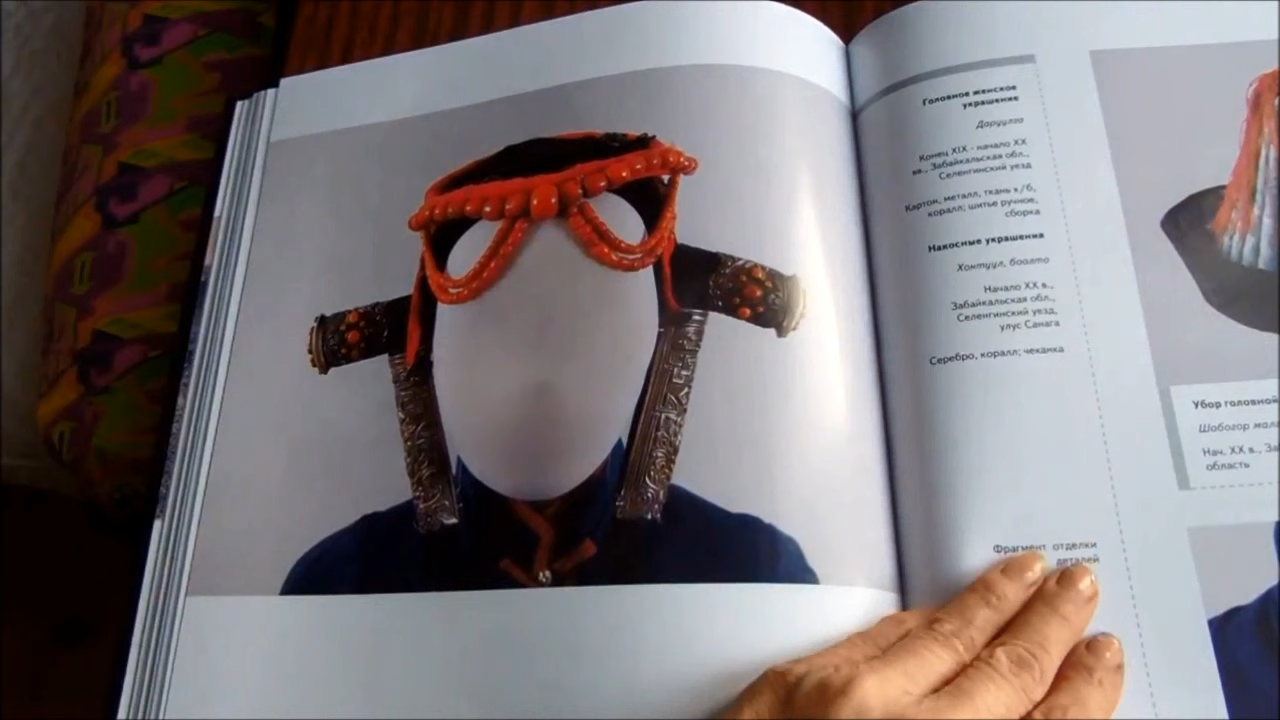 Головное женское
украшение
Даруулга
Конец XIX - начало XX
вв., Забайкальская обл.,
Селенгинский уезд
Картон, металл, ткань х/б,
коралл; шитье ручное,
сборка
Накосные украшения
Хонтуул, боолто
Начало XX в.,
Забайкальская обл.,
Селенгинский уезд,
улус Санага
Серебро, коралл; чеканка
Фрагмент отделки
деталей
Убор головной
Шобогор
Нач. XX в.,
область